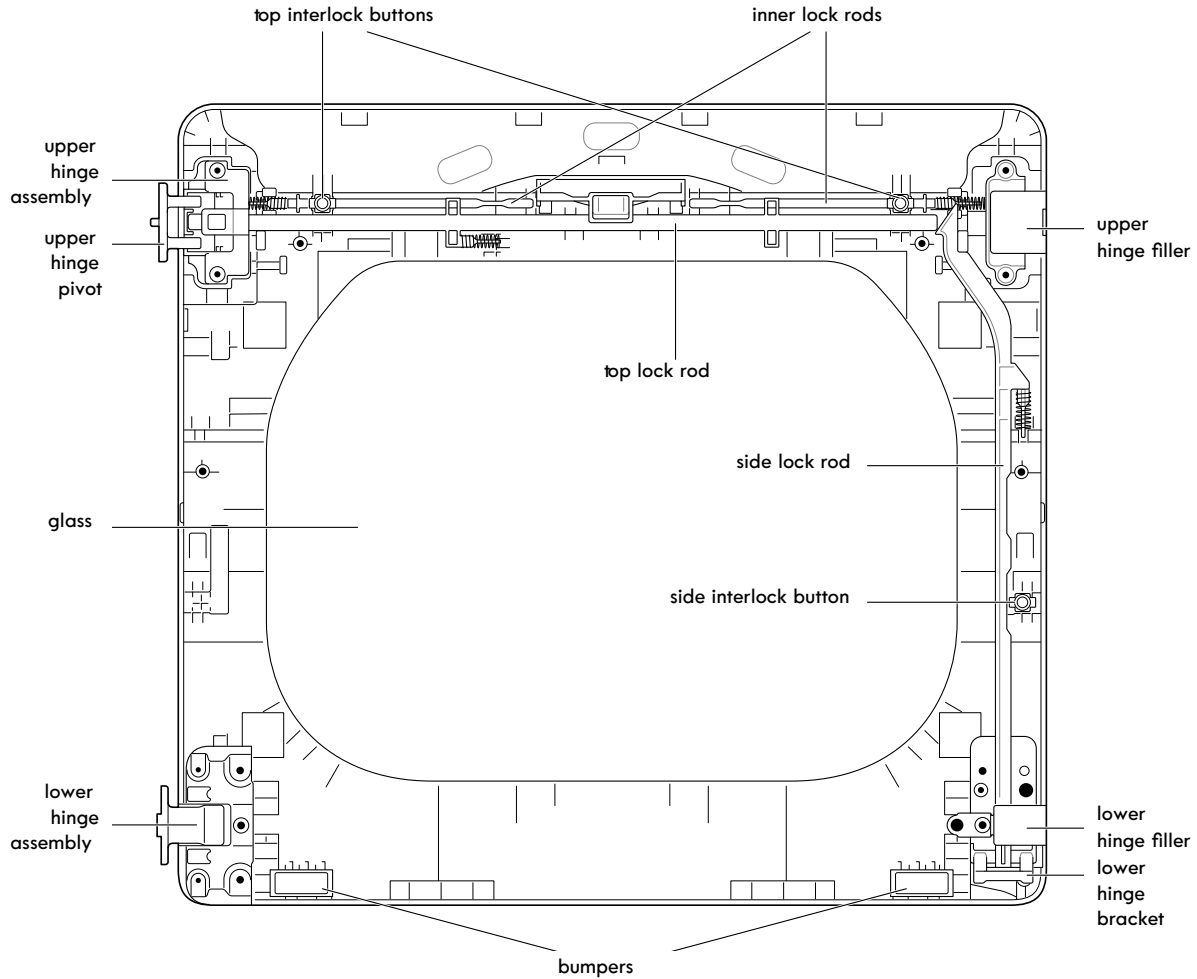 top interlock buttons
inner lock rods
upper
hinge
assembly
upper
hinge
pivot
upper
hinge filler
top lock rod
side lock rod
glass
side interlock button
lower
hinge
assembly
lower
hinge filler
lower
hinge
bracket
bumpers